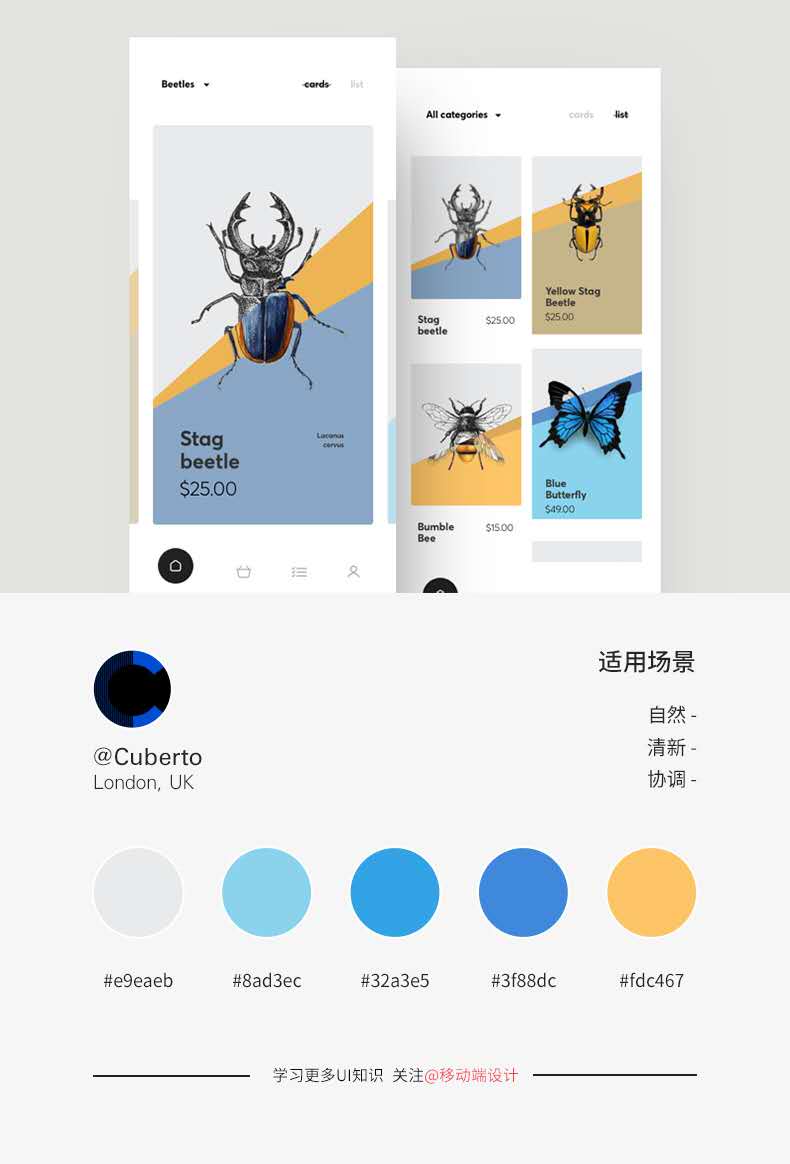 Beetles
cards
list
Stag
beetle
$25.00
Lucanus
cervus
All categories
cards
list
Stag
beetle
$25.00
Yellow Stag
Beetle
$25.00
Bumble
Bee
$15.00
Blue
Butterfly
$49.00
@Cuberto
London, UK
适用场景
自然 -
清新 -
协调 -
#e9eaeb
#8ad3ec
#32a3e5
#3f88dc
#fdc467
学习更多UI知识 关注@移动端设计